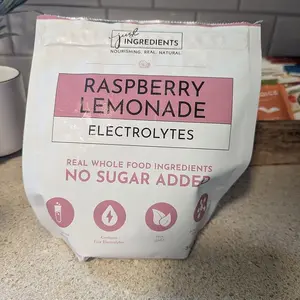 Just
INGREDIENTS
NOURISHING. REAL. NATURAL.
RASPBERRY
LEMONADE
ELECTROLYTES
REAL WHOLE FOOD INGREDIENTS
NO SUGAR ADDED